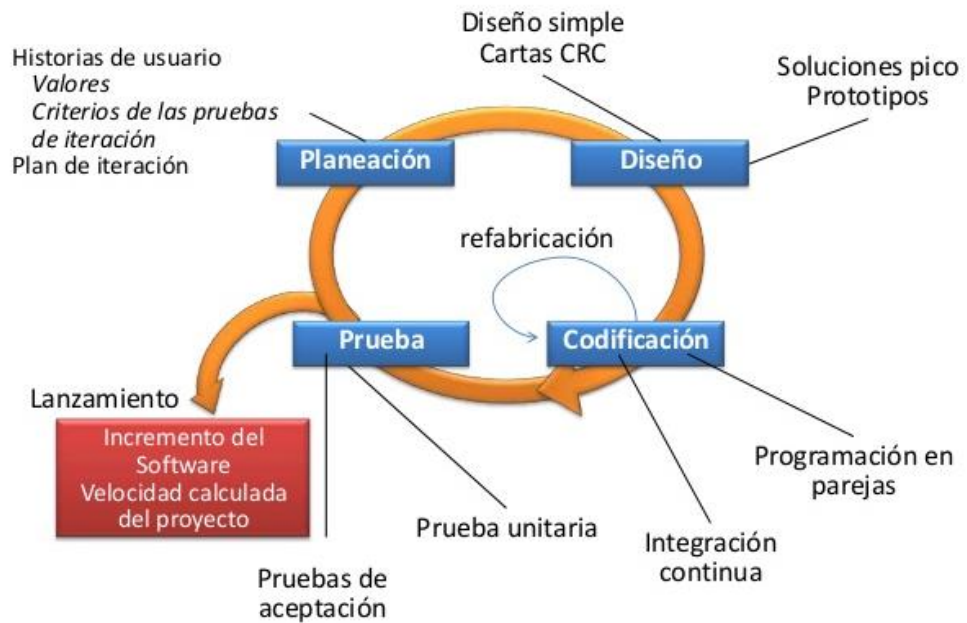 Historias de usuario
Valores
Criterios de las pruebas
de iteración
Plan de iteración
Diseño simple
Cartas CRC
Soluciones pico
Prototipos
Planeación
Diseño
refabricación
Prueba
Codificación
Lanzamiento
Incremento del
Software
Velocidad calculada
del proyecto
Programación en
parejas
Prueba unitaria
Integración
continua
Pruebas de
aceptación